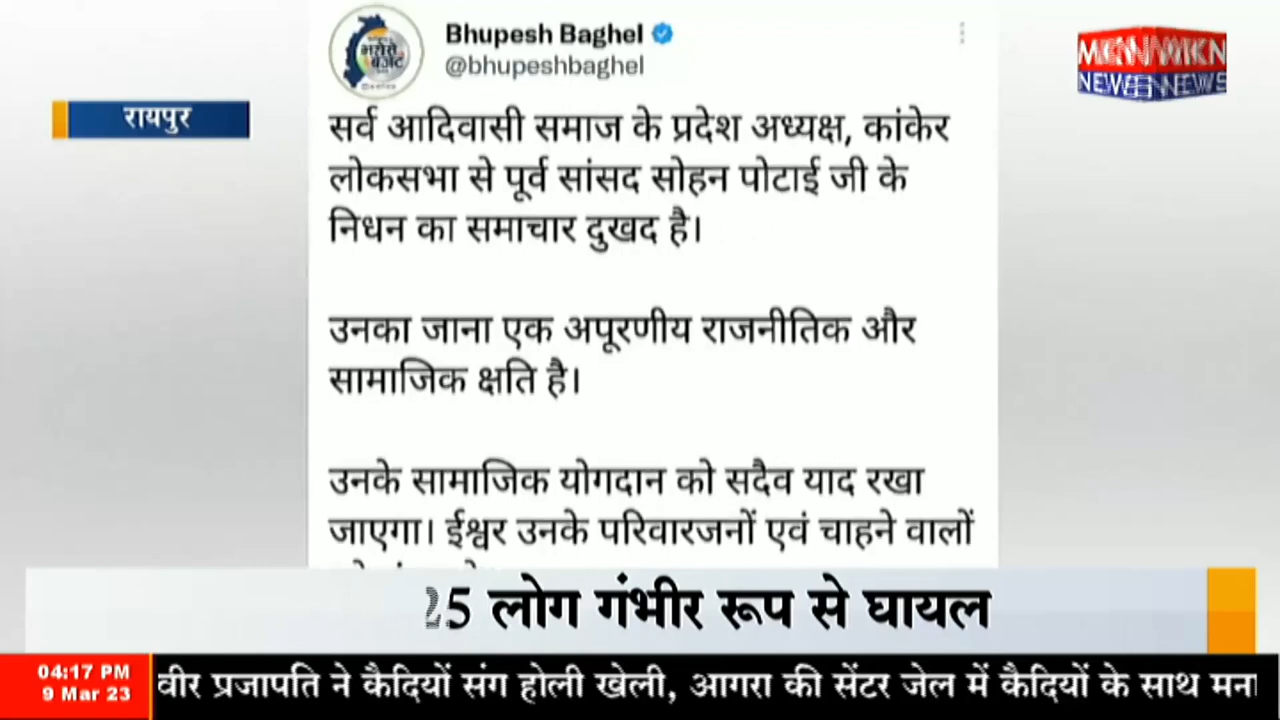 Bhupesh Baghel
@bhupeshbaghel
रायपुर
सर्व आदिवासी समाज के प्रदेश अध्यक्ष, कांकेर
लोकसभा से पूर्व सांसद सोहन पोटाई जी के
निधन का समाचार दुखद है।
उनका जाना एक अपूरणीय राजनीतिक और
सामाजिक क्षति है।
उनके सामाजिक योगदान को सदैव याद रखा
जाएगा। ईश्वर उनके परिवारजनों एवं चाहने वालों
25 लोग गंभीर रूप से घायल
04:17 PM
9 Mar 23
वीर प्रजापति ने कैदियों संग होली खेली, आगरा की सेंटर जेल में कैदियों के साथ मना